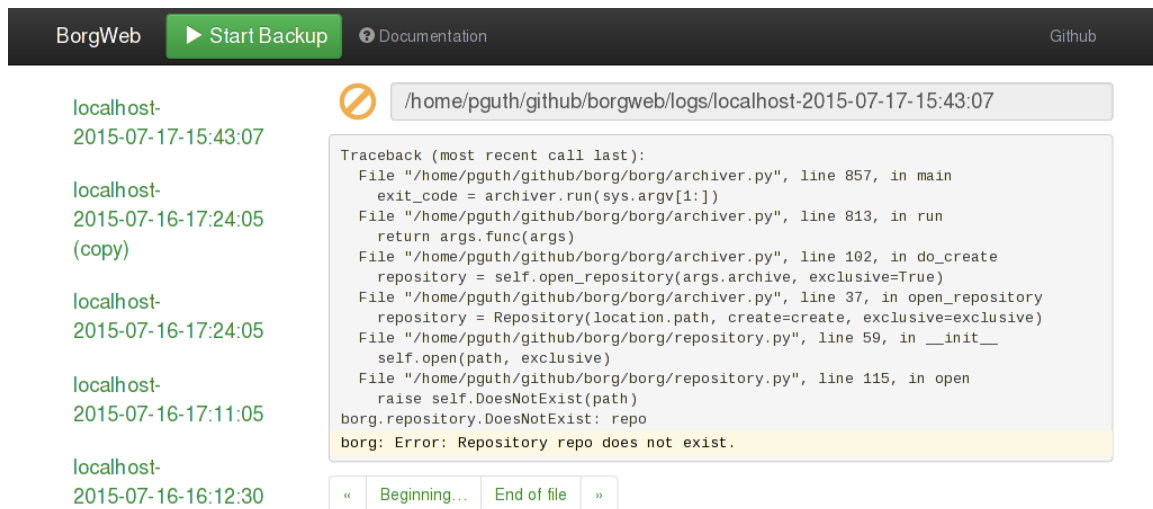 BorgWeb Start Backup Documentation Github
localhost-
2015-07-17-15:43:07
localhost-
2015-07-16-17:24:05
(copy)
localhost-
2015-07-16-17:24:05
localhost-
2015-07-16-17:11:05
localhost-
2015-07-16-16:12:30
/home/pguth/github/borgweb/logs/localhost-2015-07-17-15:43:07
Traceback (most recent call last):
  File "/home/pguth/github/borg/borg/archiver.py", line 857, in main
    exit_code = archiver.run(sys.argv[1:])
  File "/home/pguth/github/borg/borg/archiver.py", line 813, in run
    return args.func(args)
  File "/home/pguth/github/borg/borg/archiver.py", line 102, in do_create
    repository = self.open_repository(args.archive, exclusive=True)
  File "/home/pguth/github/borg/borg/archiver.py", line 37, in open_repository
    repository = Repository(location.path, create=create, exclusive=exclusive)
  File "/home/pguth/github/borg/borg/repository.py", line 59, in __init__
    self.open(path, exclusive)
  File "/home/pguth/github/borg/borg/repository.py", line 115, in open
    raise self.DoesNotExist(path)
borg.repository.DoesNotExist: repo
borg: Error: Repository repo does not exist.
« Beginning... End of file »